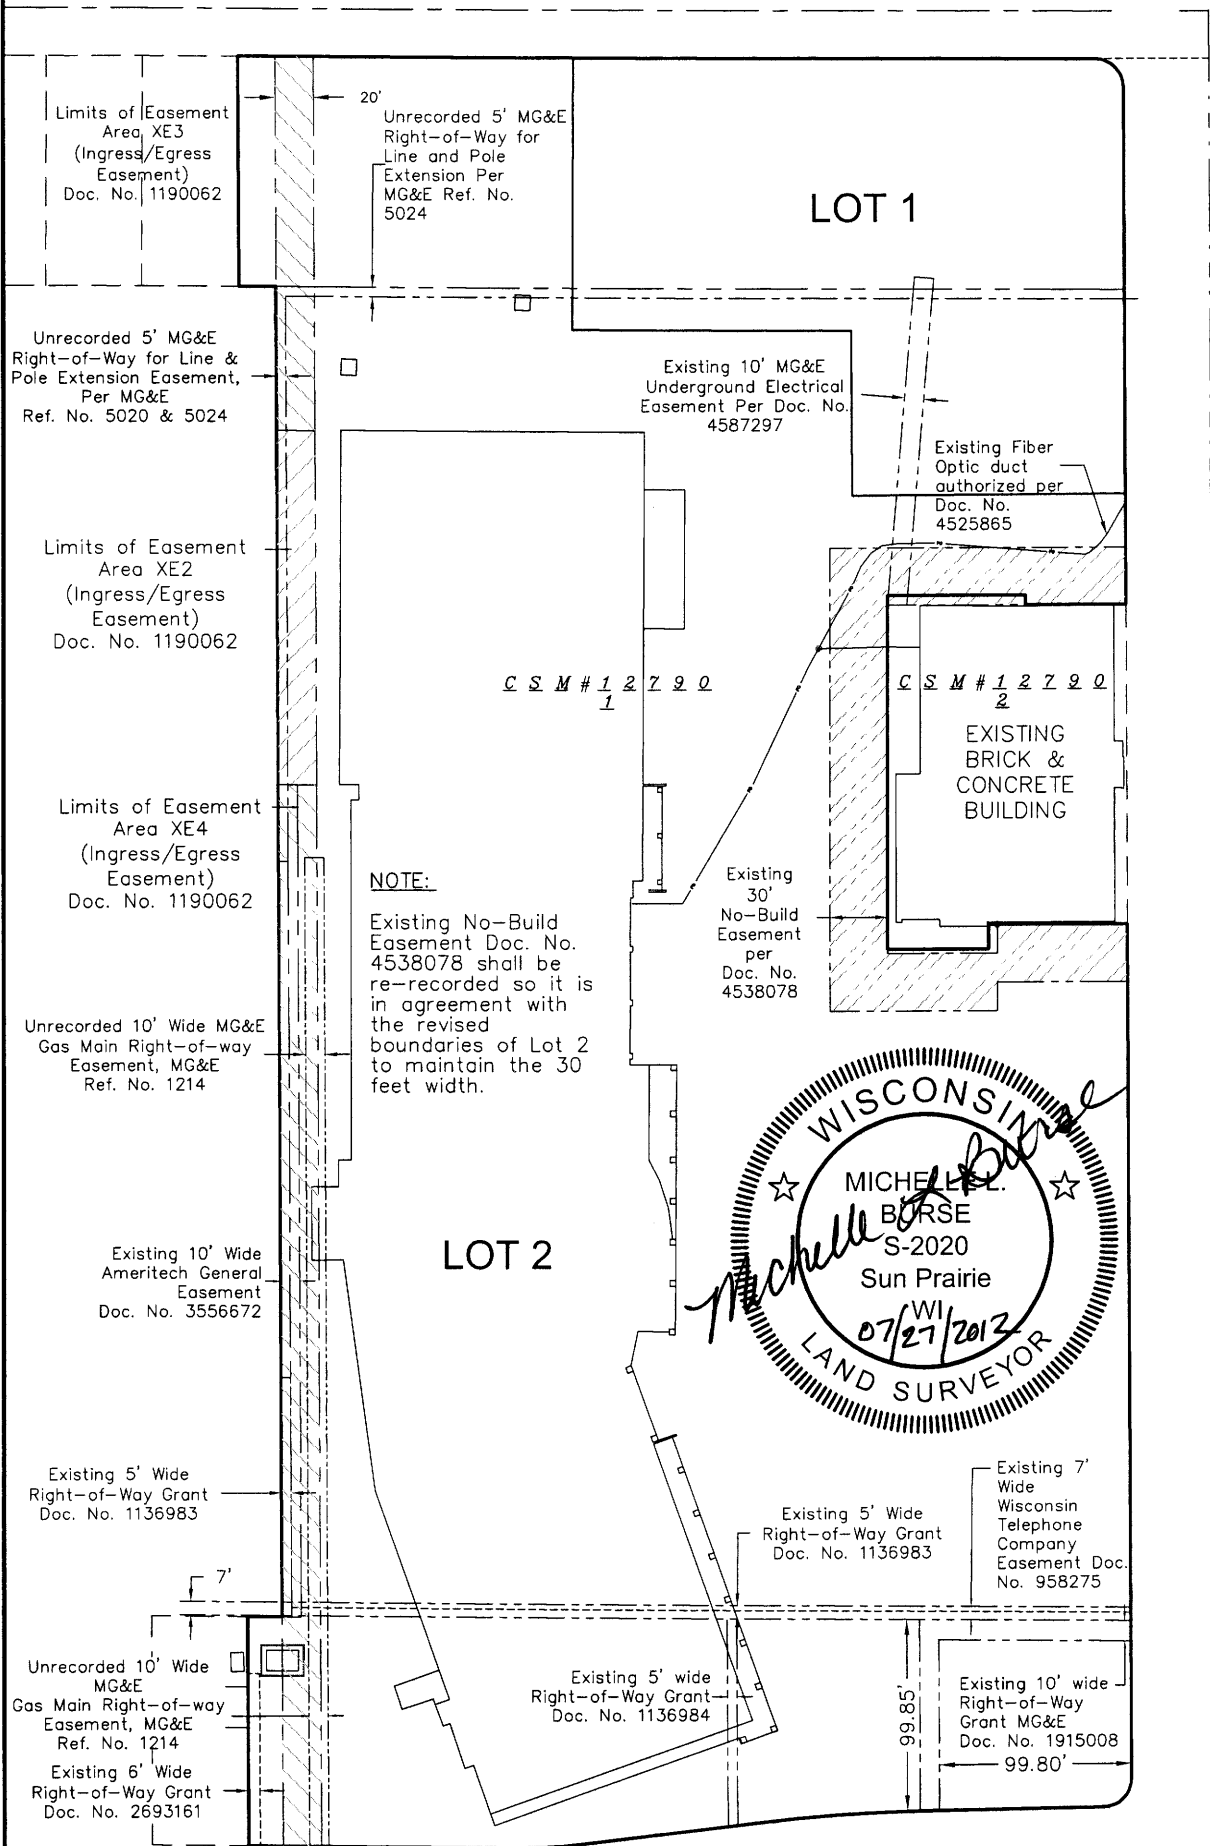 Limits of Easement
Area XE3
(Ingress/Egress
Easement)
Doc. No. 1190062
20'
Unrecorded 5' MG&E
Right-of-Way for
Line and Pole
Extension Per
MG&E Ref. No.
5024
LOT 1
Unrecorded 5' MG&E
Right-of-Way for Line &
Pole Extension Easement,
Per MG&E
Ref. No. 5020 & 5024
Existing 10' MG&E
Underground Electrical
Easement Per Doc. No.
4587297
Existing Fiber
Optic duct
authorized per
Doc. No.
4525865
Limits of Easement
Area XE2
(Ingress/Egress
Easement)
Doc. No. 1190062
C S M # 1 2 7 9 0
1
C S M # 1 2 7 9 0
2
EXISTING
BRICK &
CONCRETE
BUILDING
Limits of Easement
Area XE4
(Ingress/Egress
Easement)
Doc. No. 1190062
NOTE:
Existing No-Build
Easement Doc. No.
4538078 shall be
re-recorded so it is
in agreement with
the revised
boundaries of Lot 2
to maintain the 30
feet width.
Existing
30'
No-Build
Easement
per
Doc. No.
4538078
Unrecorded 10' Wide MG&E
Gas Main Right-of-way
Easement, MG&E
Ref. No. 1214
WISCONSIN
MICHELLE L.
BURSE
S-2020
Sun Prairie
WI
07/27/2012
LAND SURVEYOR
Michelle L Burse
LOT 2
Existing 10' Wide
Ameritech General
Easement
Doc. No. 3556672
Existing 5' Wide
Right-of-Way Grant
Doc. No. 1136983
Existing 5' Wide
Right-of-Way Grant
Doc. No. 1136983
Existing 7'
Wide
Wisconsin
Telephone
Company
Easement Doc.
No. 958275
7'
Unrecorded 10' Wide
MG&E
Gas Main Right-of-way
Easement, MG&E
Ref. No. 1214
Existing 5' wide
Right-of-Way Grant
Doc. No. 1136984
99.85'
Existing 10' wide
Right-of-Way
Grant MG&E
Doc. No. 1915008
99.80'
Existing 6' Wide
Right-of-Way Grant
Doc. No. 2693161